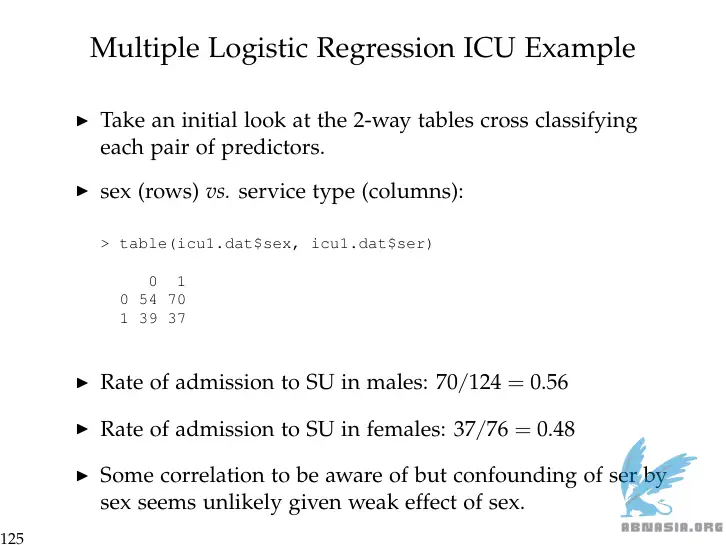 Multiple Logistic Regression ICU Example
▶ Take an initial look at the 2-way tables cross classifying
each pair of predictors.
▶ sex (rows) vs. service type (columns):
> table(icu1.dat$sex, icu1.dat$ser)
0 1
0 54 70
1 39 37
▶ Rate of admission to SU in males: 70/124 = 0.56
▶ Rate of admission to SU in females: 37/76 = 0.48
▶ Some correlation to be aware of but confounding of ser by
sex seems unlikely given weak effect of sex.
ABNASIA.ORG
125